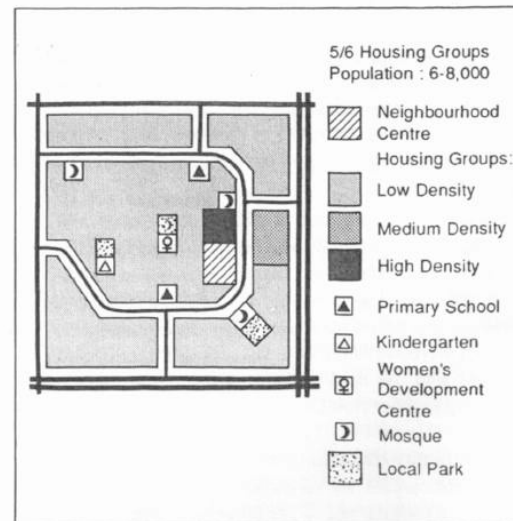 5/6 Housing Groups
Population : 6-8,000
Neighbourhood
Centre
Housing Groups:
Low Density
Medium Density
High Density
Primary School
Kindergarten
Women's
Development
Centre
Mosque
Local Park